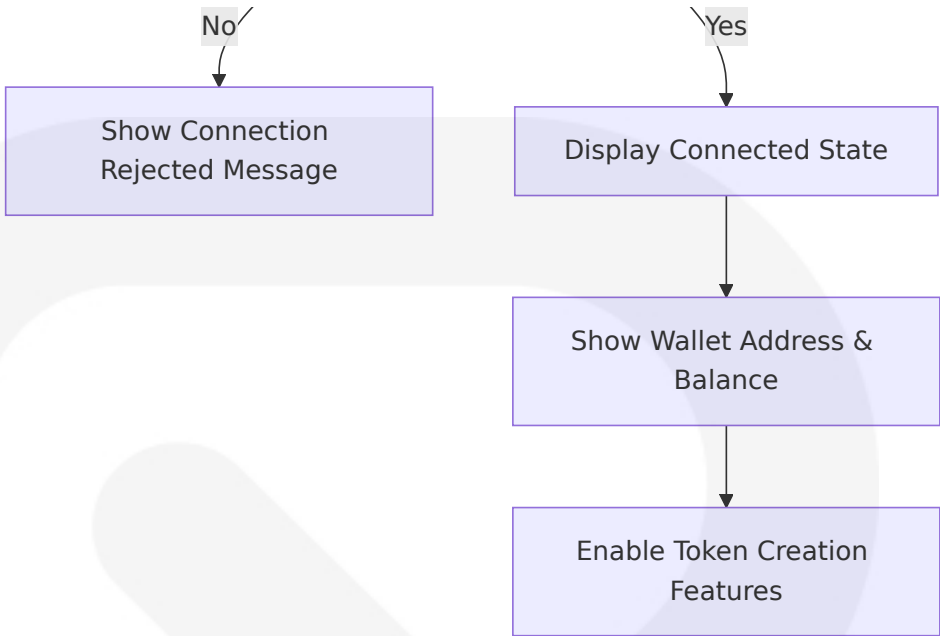 No
Yes
Show Connection
Rejected Message
Display Connected State
Show Wallet Address &
Balance
Enable Token Creation
Features